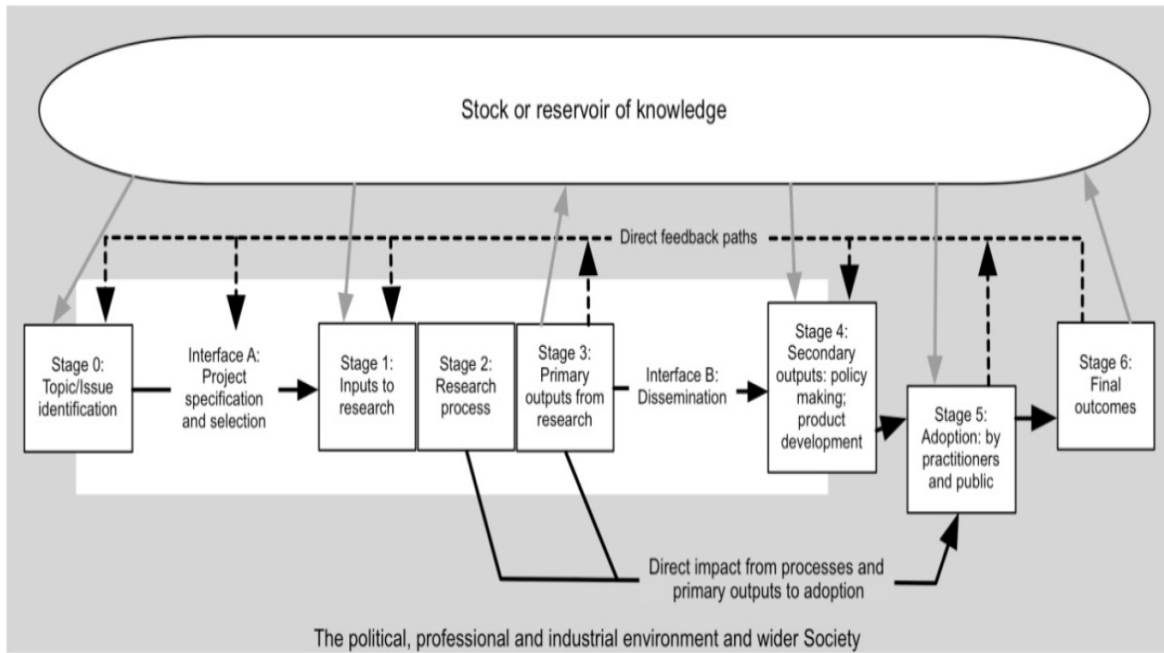 Stock or reservoir of knowledge
Direct feedback paths
Stage 0:
Topic/Issue
identification
Interface A:
Project
specification
and selection
Stage 1:
Inputs to
research
Stage 2:
Research
process
Stage 3:
Primary
outputs from
research
Interface B:
Dissemination
Stage 4:
Secondary
outputs: policy
making;
product
development
Stage 5:
Adoption: by
practitioners
and public
Stage 6:
Final
outcomes
Direct impact from processes and
primary outputs to adoption
The political, professional and industrial environment and wider Society